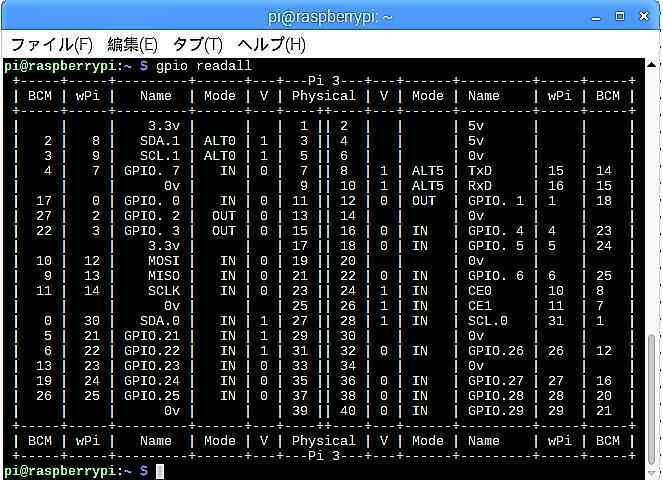 pi@raspberrypi: ~
ファイル(F) 編集(E) タブ(T) ヘルプ(H)
pi@raspberrypi:~ $ gpio readall
+-----+-----+---------+------+---+---Pi 3---+---+------+---------+-----+-----+
| BCM | wPi |   Name  | Mode | V | Physical | V | Mode | Name    | wPi | BCM |
+-----+-----+---------+------+---+----++----+---+------+---------+-----+-----+
|     |     |    3.3v |      |   |  1 || 2  |   |      | 5v      |     |     |
|   2 |   8 |   SDA.1 | ALT0 | 1 |  3 || 4  |   |      | 5v      |     |     |
|   3 |   9 |   SCL.1 | ALT0 | 1 |  5 || 6  |   |      | 0v      |     |     |
|   4 |   7 | GPIO. 7 |   IN | 0 |  7 || 8  | 1 | ALT5 | TxD     | 15  | 14  |
|     |     |      0v |      |   |  9 || 10 | 1 | ALT5 | RxD     | 16  | 15  |
|  17 |   0 | GPIO. 0 |   IN | 0 | 11 || 12 | 0 | OUT  | GPIO. 1 | 1   | 18  |
|  27 |   2 | GPIO. 2 |  OUT | 0 | 13 || 14 |   |      | 0v      |     |     |
|  22 |   3 | GPIO. 3 |  OUT | 0 | 15 || 16 | 0 | IN   | GPIO. 4 | 4   | 23  |
|     |     |    3.3v |      |   | 17 || 18 | 0 | IN   | GPIO. 5 | 5   | 24  |
|  10 |  12 |    MOSI |   IN | 0 | 19 || 20 |   |      | 0v      |     |     |
|   9 |  13 |    MISO |   IN | 0 | 21 || 22 | 0 | IN   | GPIO. 6 | 6   | 25  |
|  11 |  14 |    SCLK |   IN | 0 | 23 || 24 | 1 | IN   | CE0     | 10  | 8   |
|     |     |      0v |      |   | 25 || 26 | 1 | IN   | CE1     | 11  | 7   |
|   0 |  30 |   SDA.0 |   IN | 1 | 27 || 28 | 1 | IN   | SCL.0   | 31  | 1   |
|   5 |  21 | GPIO.21 |   IN | 1 | 29 || 30 |   |      | 0v      |     |     |
|   6 |  22 | GPIO.22 |   IN | 1 | 31 || 32 | 0 | IN   | GPIO.26 | 26  | 12  |
|  13 |  23 | GPIO.23 |   IN | 0 | 33 || 34 |   |      | 0v      |     |     |
|  19 |  24 | GPIO.24 |   IN | 0 | 35 || 36 | 0 | IN   | GPIO.27 | 27  | 16  |
|  26 |  25 | GPIO.25 |   IN | 0 | 37 || 38 | 0 | IN   | GPIO.28 | 28  | 20  |
|     |     |      0v |      |   | 39 || 40 | 0 | IN   | GPIO.29 | 29  | 21  |
+-----+-----+---------+------+---+----++----+---+------+---------+-----+-----+
| BCM | wPi |   Name  | Mode | V | Physical | V | Mode | Name    | wPi | BCM |
+-----+-----+---------+------+---+---Pi 3---+---+------+---------+-----+-----+
pi@raspberrypi:~ $